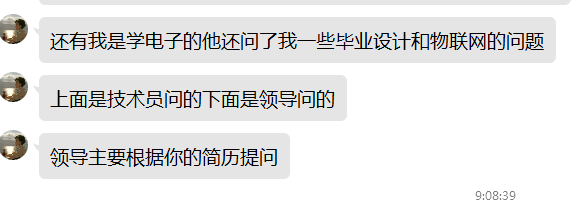 还有我是学电子的他还问了我一些毕业设计和物联网的问题
上面是技术员问的下面是领导问的
领导主要根据你的简历提问
9:08:39